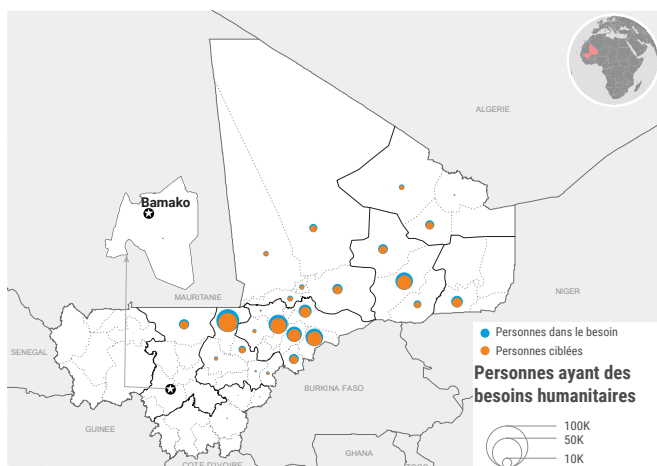 ALGERIE
Bamako
MAURITANIE
NIGER
SENEGAL
Personnes dans le besoin
Personnes ciblées
Personnes ayant des
besoins humanitaires
BURKINA FASO
100K
50K
10K
GUINEE
GHANA
COTE D'IVOIRE
TOGO